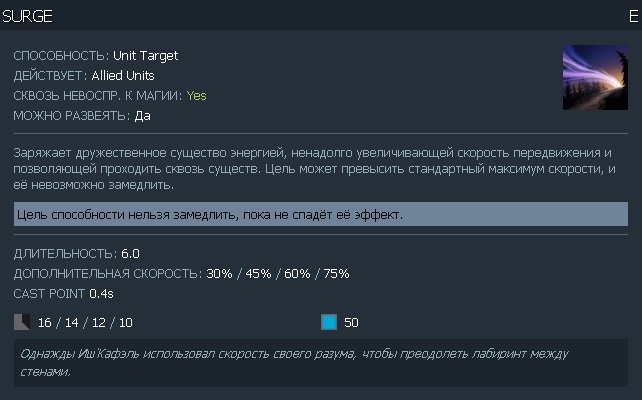 SURGE E
СПОСОБНОСТЬ: Unit Target
ДЕЙСТВУЕТ: Allied Units
СКВОЗЬ НЕВОСПР. К МАГИИ: Yes
МОЖНО РАЗВЕЯТЬ: Да
Заряжает дружественное существо энергией, ненадолго увеличивающей скорость передвижения и
позволяющей проходить сквозь существ. Цель может превысить стандартный максимум скорости, и
её невозможно замедлить.
Цель способности нельзя замедлить, пока не спадёт её эффект.
ДЛИТЕЛЬНОСТЬ: 6.0
ДОПОЛНИТЕЛЬНАЯ СКОРОСТЬ: 30% / 45% / 60% / 75%
CAST POINT 0.4s
16 / 14 / 12 / 10 50
Однажды Иш'Кафэль использовал скорость своего разума, чтобы преодолеть лабиринт между
стенами.